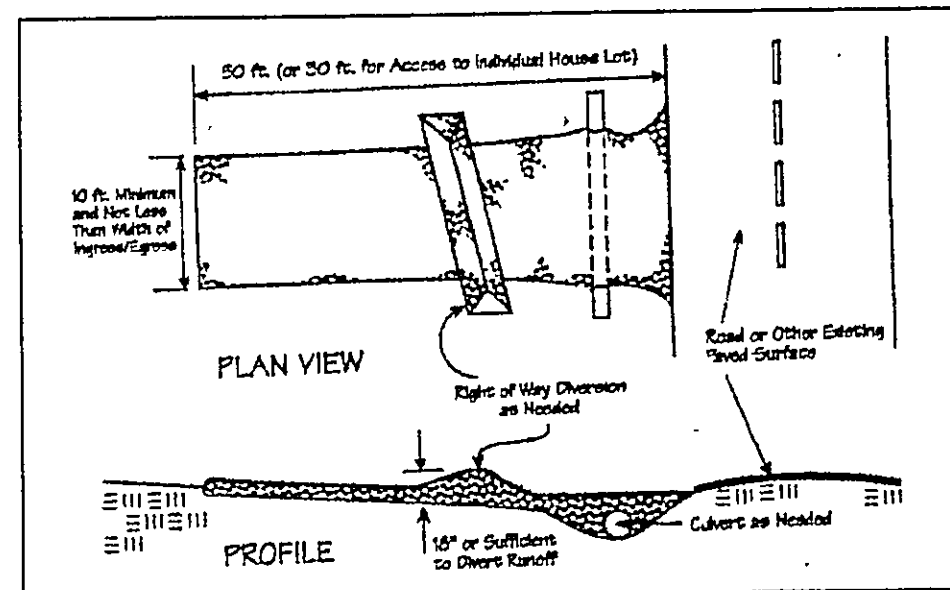 50 ft. (or 30 ft. for Access to Individual House Lot)
10 ft. Minimum
and Not Less
Than Width of
Ingress/Egress
PLAN VIEW
Right of Way Diversion
as Needed
Road or Other Existing
Paved Surface
Culvert as Needed
18" or Sufficient
to Divert Runoff
PROFILE